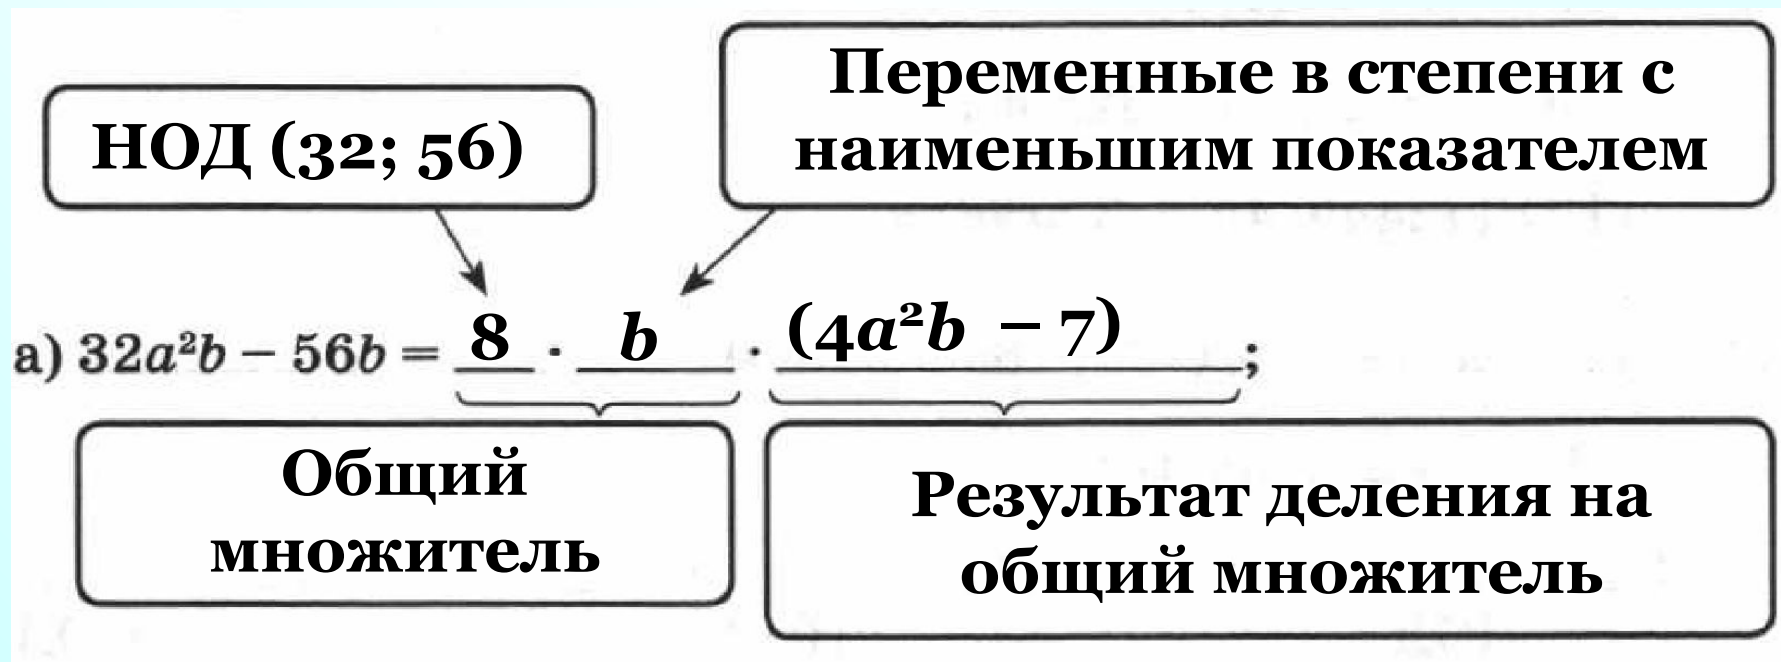 Переменные в степени с
наименьшим показателем
НОД (32; 56)
а) 32a²b – 56b = 8 · b · (4a²b – 7) ;
Общий
множитель
Результат деления на
общий множитель